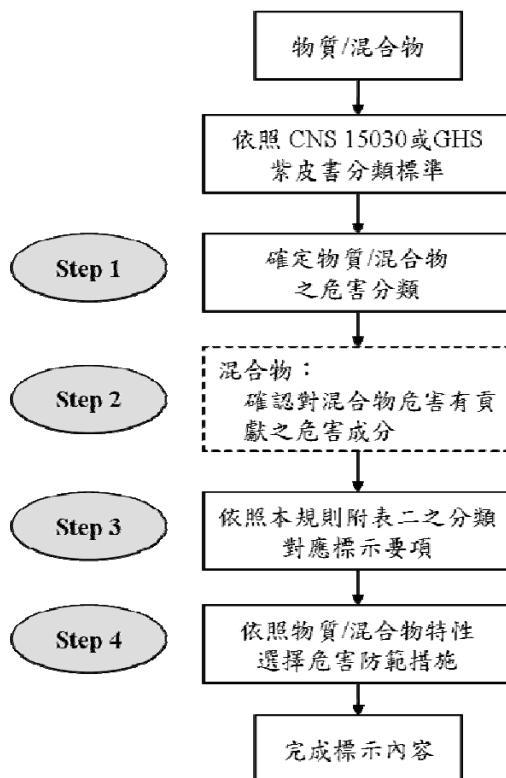 物質/混合物
依照 CNS 15030或GHS
紫皮書分類標準
Step 1
確定物質/混合物
之危害分類
Step 2
混合物：
確認對混合物危害有貢
獻之危害成分
Step 3
依照本規則附表二之分類
對應標示要項
Step 4
依照物質/混合物特性
選擇危害防範措施
完成標示內容